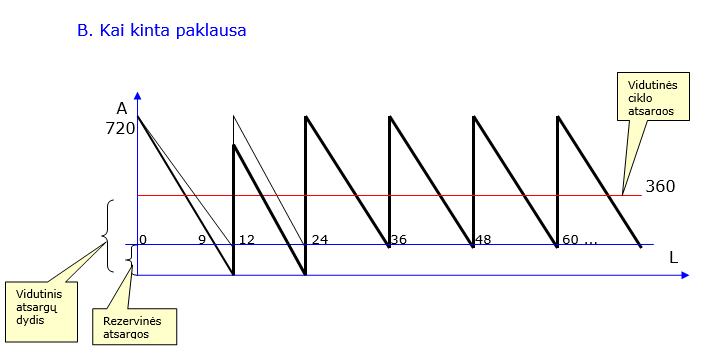 B. Kai kinta paklausa
Vidutinės
ciklo
atsargos
A
720
360
0
9
12
24
36
48
60 ...
L
Vidutinis
atsargų
dydis
Rezervinės
atsargos